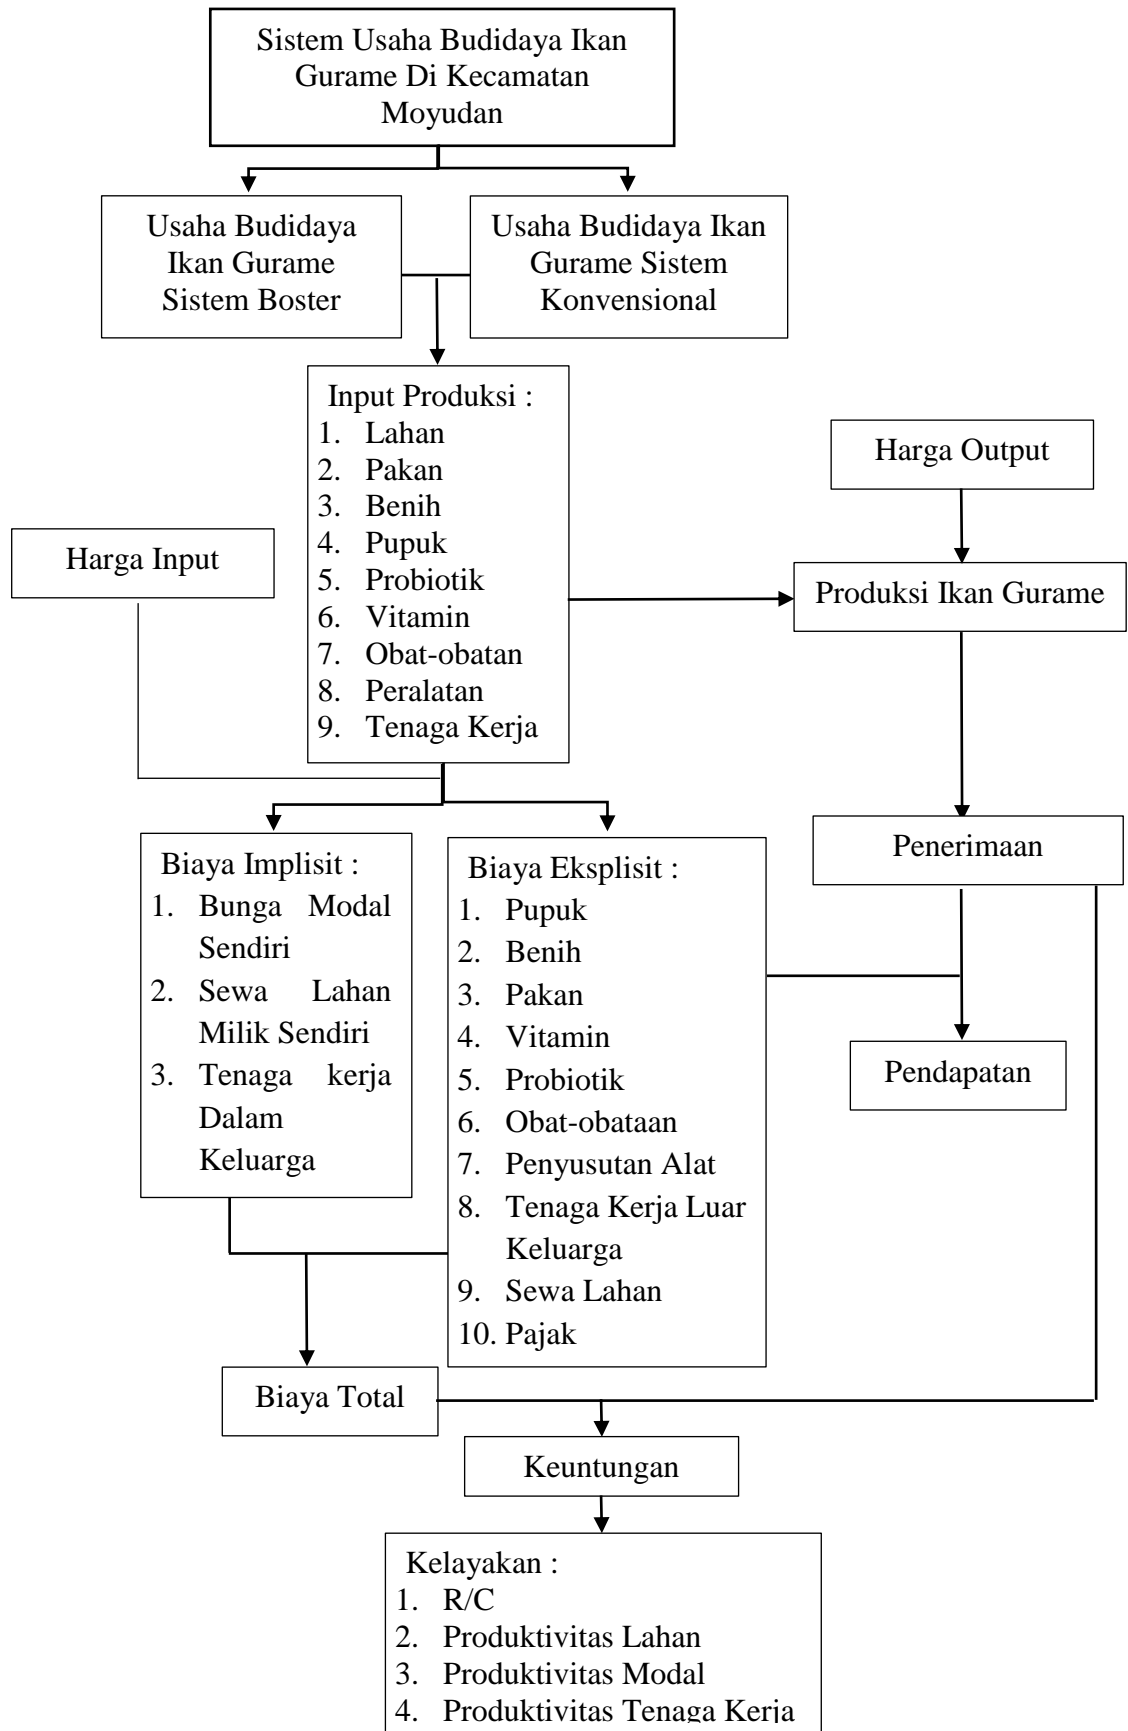 Sistem Usaha Budidaya Ikan
Gurame Di Kecamatan
Moyudan
Usaha Budidaya
Ikan Gurame
Sistem Boster
Usaha Budidaya Ikan
Gurame Sistem
Konvensional
Input Produksi :
1. Lahan
2. Pakan
3. Benih
4. Pupuk
5. Probiotik
6. Vitamin
7. Obat-obatan
8. Peralatan
9. Tenaga Kerja
Harga Output
Harga Input
Produksi Ikan Gurame
Penerimaan
Biaya Implisit :
1. Bunga Modal
Sendiri
2. Sewa Lahan
Milik Sendiri
3. Tenaga kerja
Dalam
Keluarga
Biaya Eksplisit :
1. Pupuk
2. Benih
3. Pakan
4. Vitamin
5. Probiotik
6. Obat-obataan
7. Penyusutan Alat
8. Tenaga Kerja Luar
Keluarga
9. Sewa Lahan
10. Pajak
Pendapatan
Biaya Total
Keuntungan
Kelayakan :
1. R/C
2. Produktivitas Lahan
3. Produktivitas Modal
4. Produktivitas Tenaga Kerja